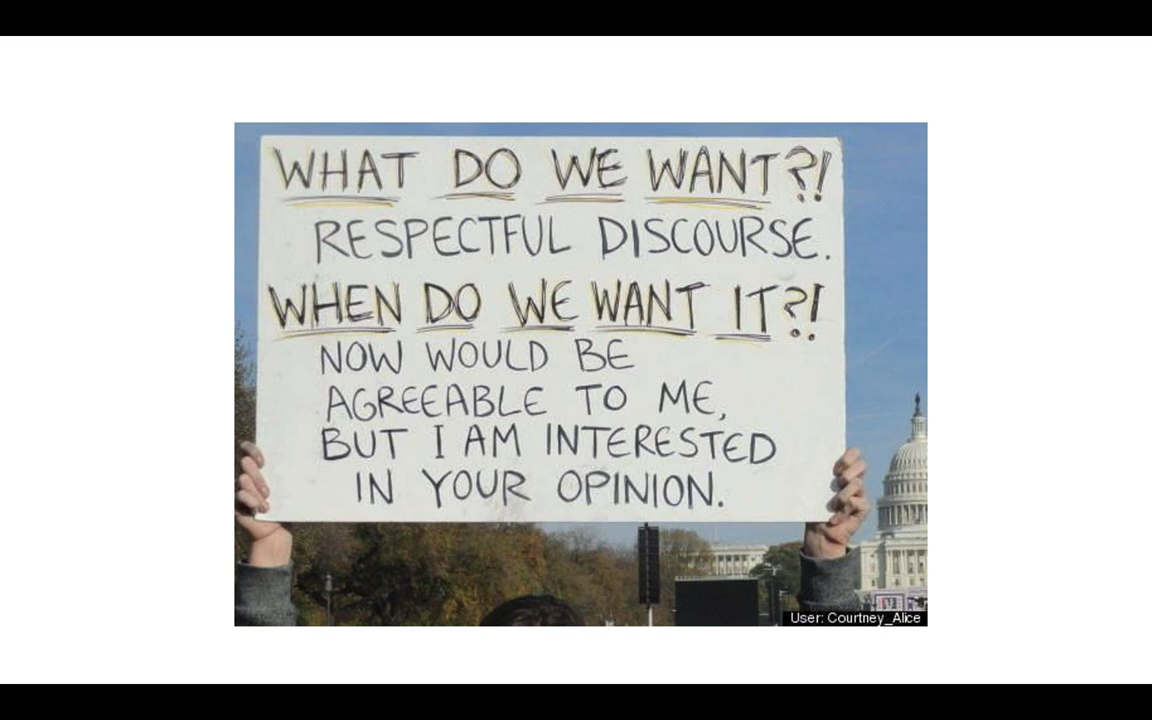 WHAT DO WE WANT?!
RESPECTFUL DISCOURSE.
WHEN DO WE WANT IT?!
NOW WOULD BE
AGREEABLE TO ME,
BUT I AM INTERESTED
IN YOUR OPINION.
User: Courtney_Alice